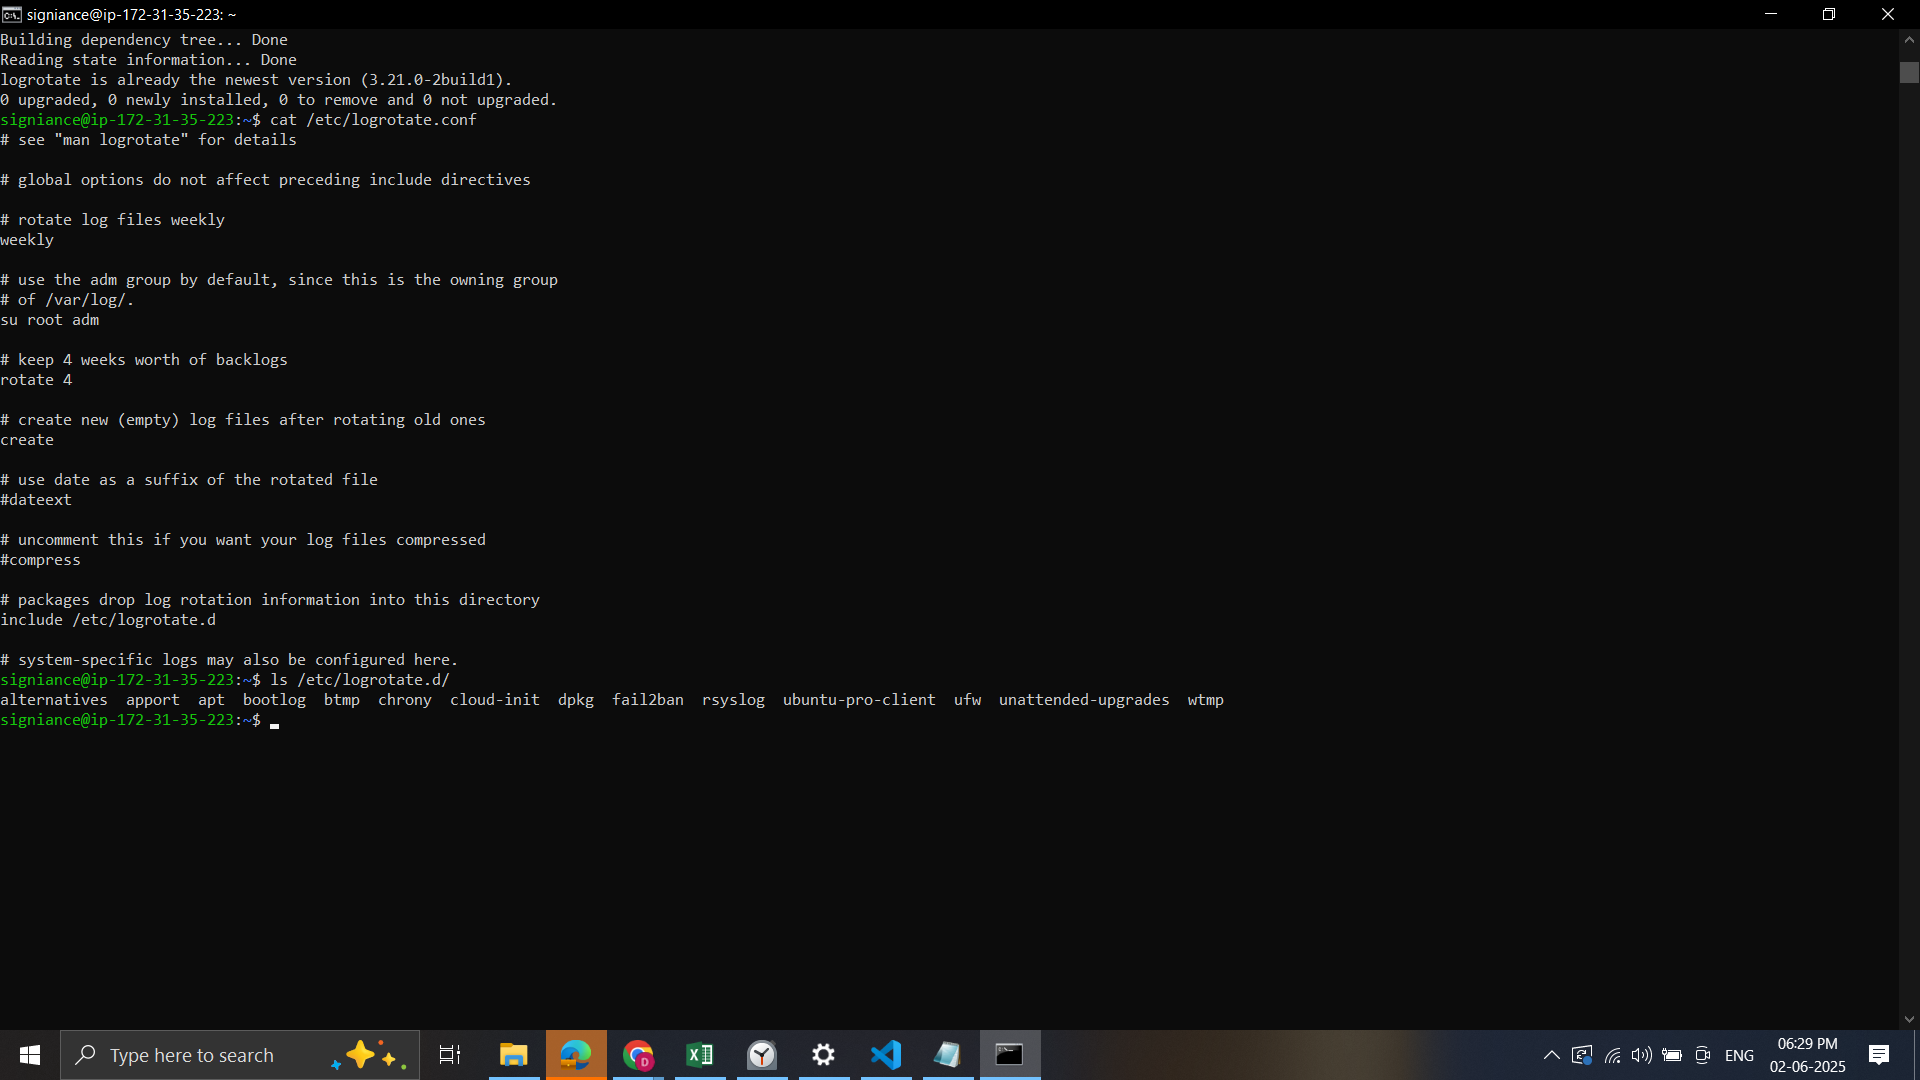 signiance@ip-172-31-35-223: ~
Building dependency tree... Done
Reading state information... Done
logrotate is already the newest version (3.21.0-2build1).
0 upgraded, 0 newly installed, 0 to remove and 0 not upgraded.
signiance@ip-172-31-35-223:~$ cat /etc/logrotate.conf
# see "man logrotate" for details
# global options do not affect preceding include directives
# rotate log files weekly
weekly
# use the adm group by default, since this is the owning group
# of /var/log/.
su root adm
# keep 4 weeks worth of backlogs
rotate 4
# create new (empty) log files after rotating old ones
create
# use date as a suffix of the rotated file
#dateext
# uncomment this if you want your log files compressed
#compress
# packages drop log rotation information into this directory
include /etc/logrotate.d
# system-specific logs may also be configured here.
signiance@ip-172-31-35-223:~$ ls /etc/logrotate.d/
alternatives  apport  apt  bootlog  btmp  chrony  cloud-init  dpkg  fail2ban  rsyslog  ubuntu-pro-client  ufw  unattended-upgrades  wtmp
signiance@ip-172-31-35-223:~$
Type here to search
D
ENG
06:29 PM
02-06-2025